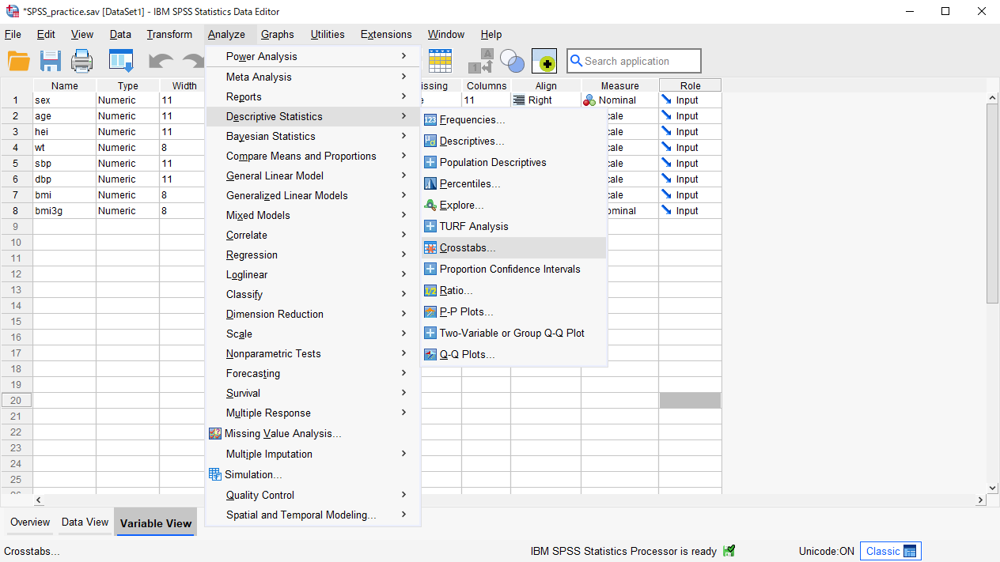 *SPSS_practice.sav [DataSet1] - IBM SPSS Statistics Data Editor
File Edit View Data Transform Analyze Graphs Utilities Extensions Window Help
Search application
Name Type Width issing Columns Align Measure Role
1 sex Numeric 11 e 11 Right Nominal Input
2 age Numeric 11 cale Input
3 hei Numeric 11 cale Input
4 wt Numeric 8 cale Input
5 sbp Numeric 11 cale Input
6 dbp Numeric 11 cale Input
7 bmi Numeric 8 cale Input
8 bmi3g Numeric 8 ominal Input
9
10
11
12
13
14
15
16
17
18
19
20
21
22
23
24
25
Power Analysis
Meta Analysis
Reports
Descriptive Statistics
Bayesian Statistics
Compare Means and Proportions
General Linear Model
Generalized Linear Models
Mixed Models
Correlate
Regression
Loglinear
Classify
Dimension Reduction
Scale
Nonparametric Tests
Forecasting
Survival
Multiple Response
Missing Value Analysis...
Multiple Imputation
Simulation...
Quality Control
Spatial and Temporal Modeling...
123 Frequencies...
Descriptives...
Population Descriptives
Percentiles...
Explore...
TURF Analysis
Crosstabs...
Proportion Confidence Intervals
1/2 Ratio...
P-P Plots...
Two-Variable or Group Q-Q Plot
Q-Q Plots...
Overview Data View Variable View
Crosstabs... IBM SPSS Statistics Processor is ready Unicode:ON Classic